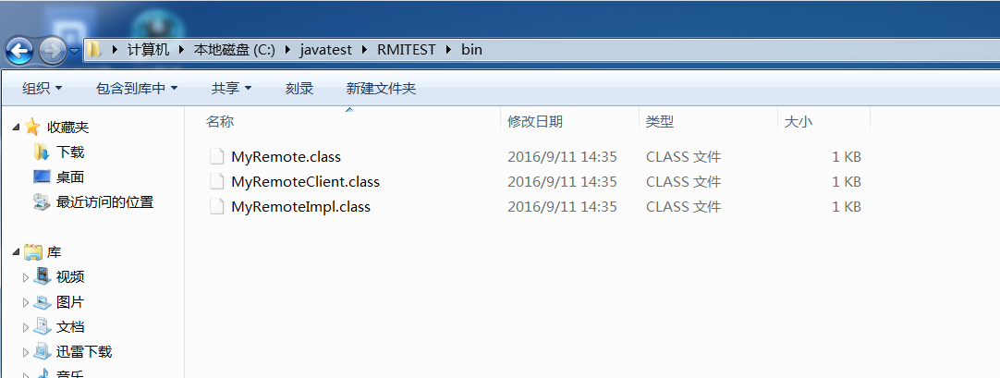 计算机 本地磁盘 (C:) javatest RMITEST bin
组织 包含到库中 共享 刻录 新建文件夹
收藏夹
下载
桌面
最近访问的位置
库
视频
图片
文档
迅雷下载
音乐
名称 修改日期 类型 大小
MyRemote.class 2016/9/11 14:35 CLASS 文件 1 KB
MyRemoteClient.class 2016/9/11 14:35 CLASS 文件 1 KB
MyRemoteImpl.class 2016/9/11 14:35 CLASS 文件 1 KB